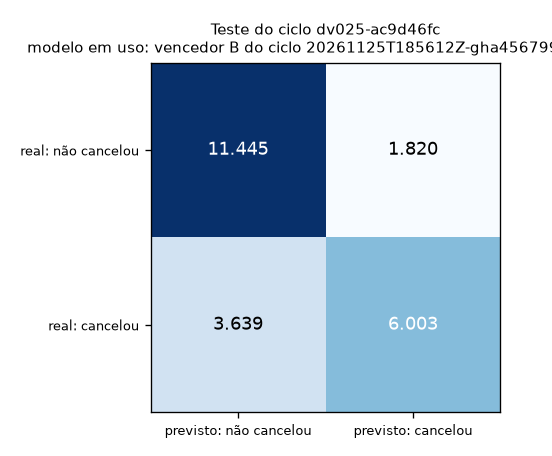 Teste do ciclo dv025-ac9d46fc
modelo em uso: vencedor B do ciclo 20261125T185612Z-gha456799
real: não cancelou
11.445
1.820
real: cancelou
3.639
6.003
previsto: não cancelou
previsto: cancelou